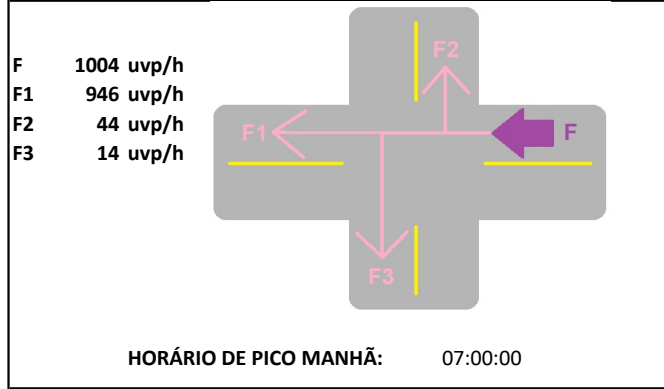 F 1004 uvp/h
F1 946 uvp/h
F2 44 uvp/h
F3 14 uvp/h
F2
F1
F
F3
HORÁRIO DE PICO MANHÃ: 07:00:00